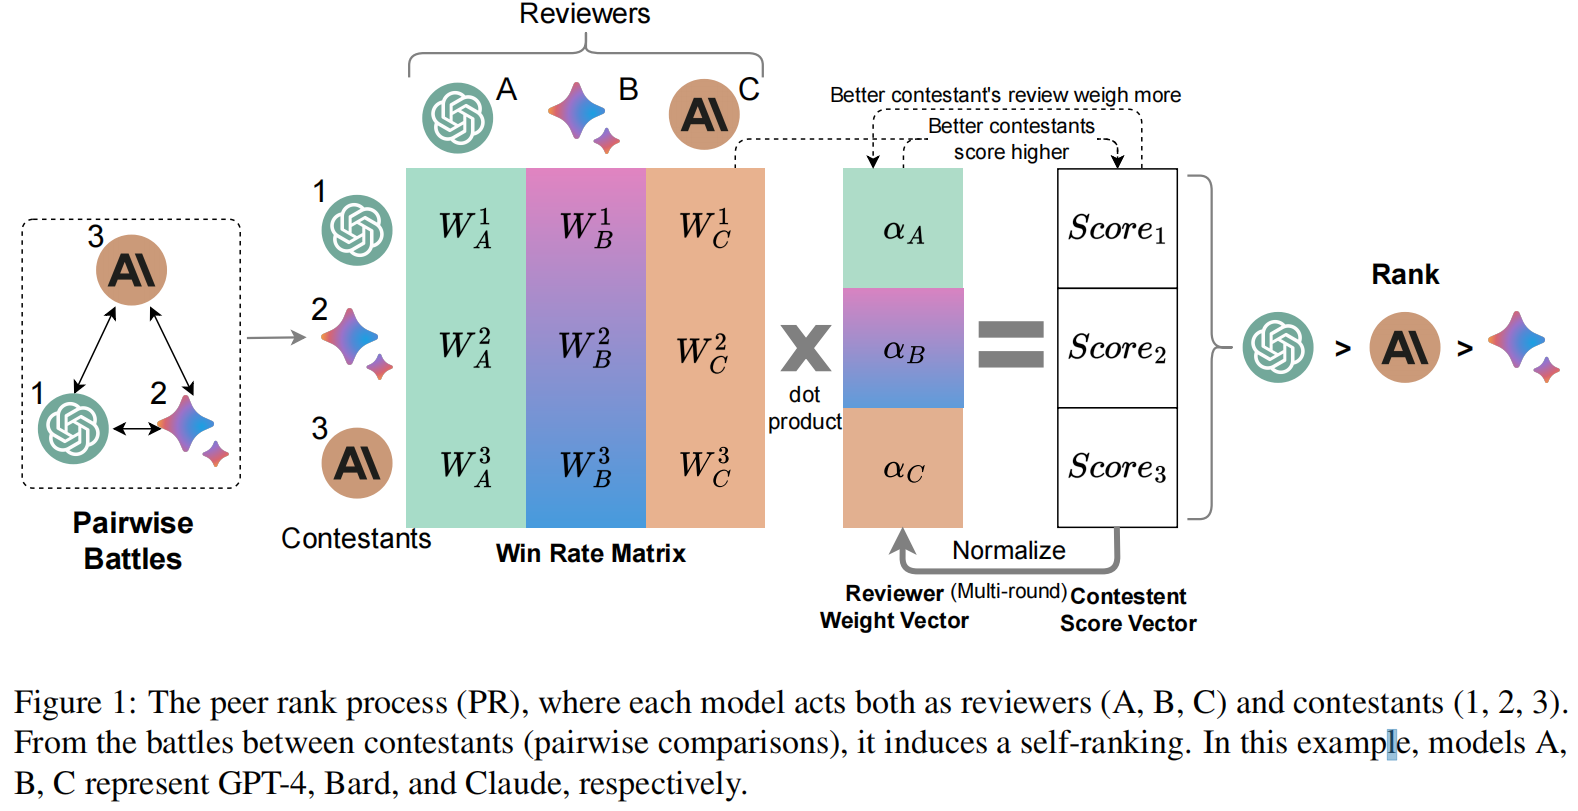 Reviewers
A
B
C
Better contestant's review weigh more
Better contestants
score higher
1
2
3
W_A^1
W_B^1
W_C^1
W_A^2
W_B^2
W_C^2
W_A^3
W_B^3
W_C^3
α_A
α_B
α_C
Score_1
Score_2
Score_3
x
dot
product
=
Rank
>
>
3
1
2
Pairwise
Battles
Contestants
Win Rate Matrix
Normalize
(Multi-round)
Reviewer
Weight Vector
Contestent
Score Vector
Figure 1: The peer rank process (PR), where each model acts both as reviewers (A, B, C) and contestants (1, 2, 3).
From the battles between contestants (pairwise comparisons), it induces a self-ranking. In this example, models A,
B, C represent GPT-4, Bard, and Claude, respectively.